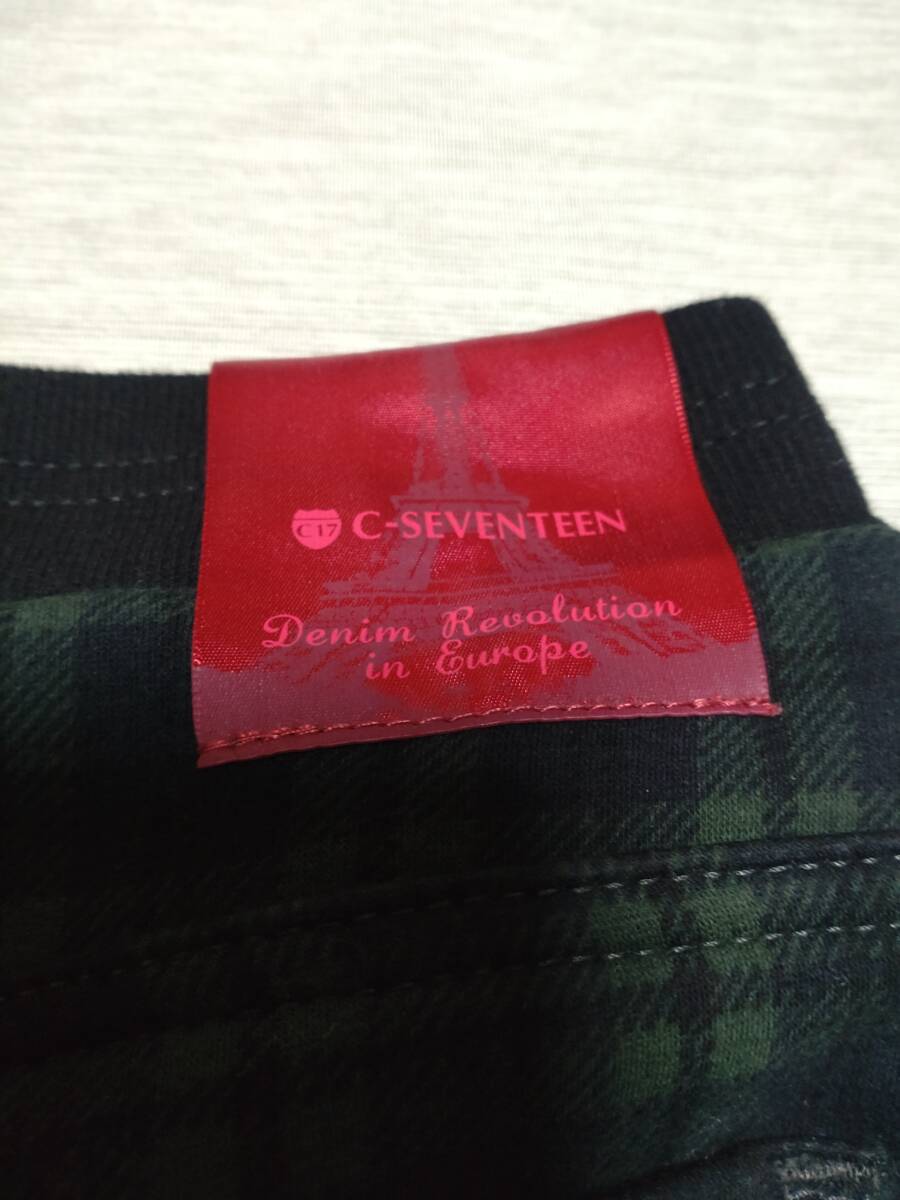 C17 C-SEVENTEEN
Denim Revolution
in Europe